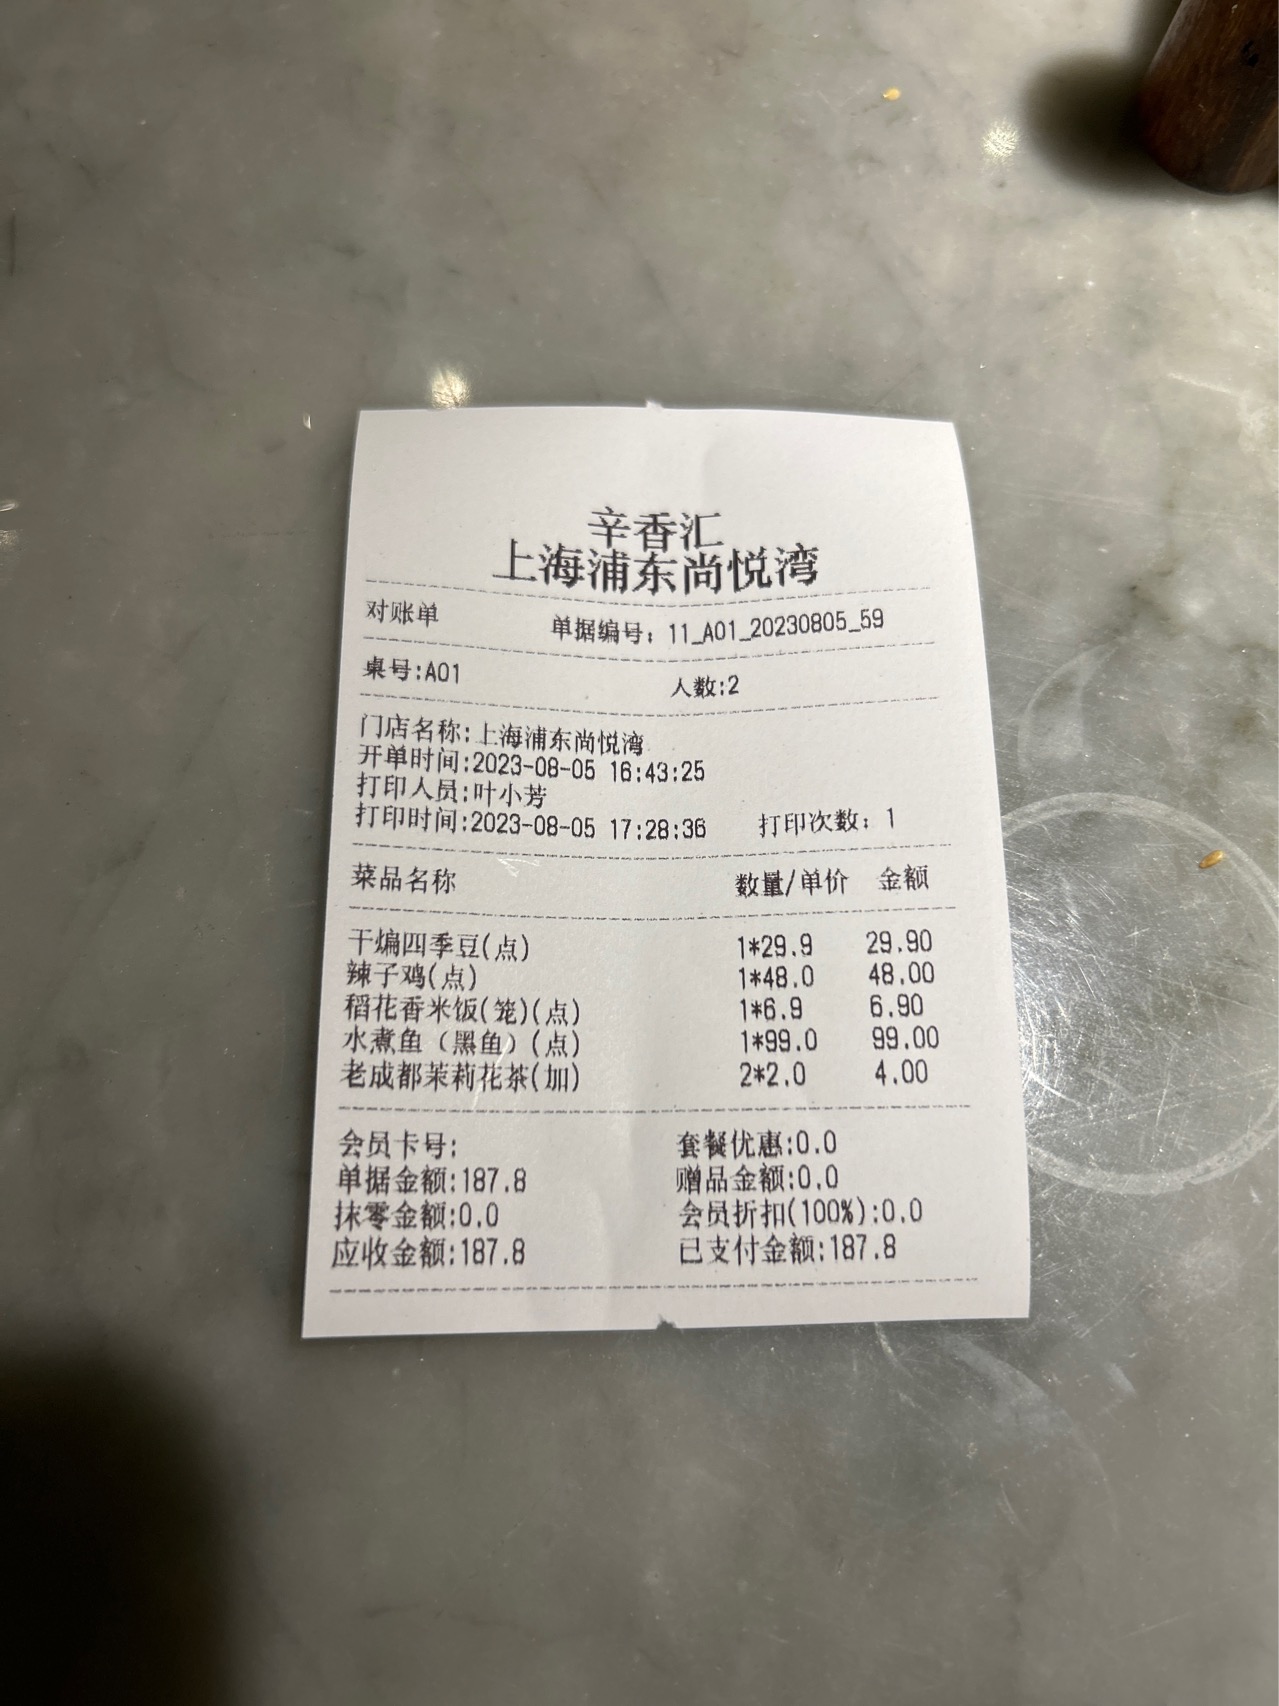 辛香汇
上海浦东尚悦湾
对账单 单据编号：11_A01_20230805_59
桌号:A01 人数:2
门店名称:上海浦东尚悦湾
开单时间:2023-08-05 16:43:25
打印人员:叶小芳
打印时间:2023-08-05 17:28:36 打印次数：1
菜品名称 数量/单价 金额
干煸四季豆(点) 1*29.9 29.90
辣子鸡(点) 1*48.0 48.00
稻花香米饭(笼)(点) 1*6.9 6.90
水煮鱼（黑鱼）(点) 1*99.0 99.00
老成都茉莉花茶(加) 2*2.0 4.00
会员卡号: 套餐优惠:0.0
单据金额:187.8 赠品金额:0.0
抹零金额:0.0 会员折扣(100%):0.0
应收金额:187.8 已支付金额:187.8